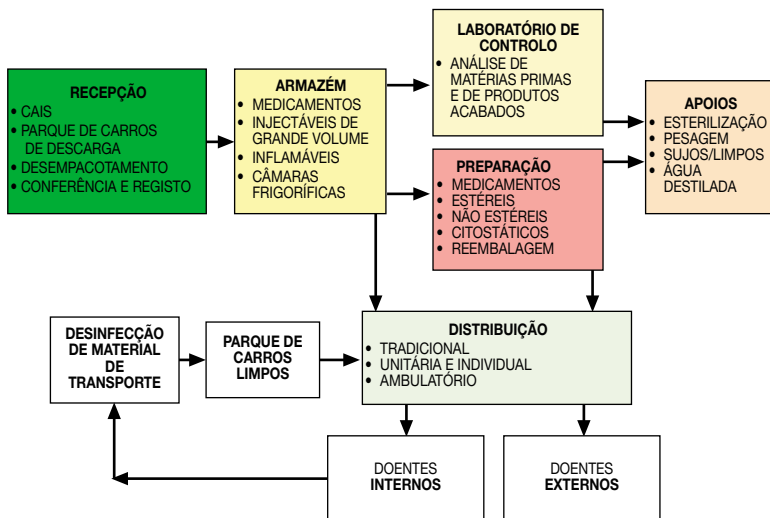 RECEPÇÃO
• CAIS
• PARQUE DE CARROS
DE DESCARGA
• DESEMPACOTAMENTO
• CONFERÊNCIA E REGISTO
ARMAZÉM
• MEDICAMENTOS
• INJECTÁVEIS DE
GRANDE VOLUME
• INFLAMÁVEIS
• CÂMARAS
FRIGORÍFICAS
LABORATÓRIO DE
CONTROLO
• ANÁLISE DE
MATÉRIAS PRIMAS
E DE PRODUTOS
ACABADOS
PREPARAÇÃO
• MEDICAMENTOS
• ESTÉREIS
• NÃO ESTÉREIS
• CITOSTÁTICOS
• REEMBALAGEM
APOIOS
• ESTERILIZAÇÃO
• PESAGEM
• SUJOS/LIMPOS
• ÁGUA
DESTILADA
DESINFECÇÃO
DE MATERIAL
DE
TRANSPORTE
PARQUE DE
CARROS
LIMPOS
DISTRIBUIÇÃO
• TRADICIONAL
• UNITÁRIA E INDIVIDUAL
• AMBULATÓRIO
DOENTES
INTERNOS
DOENTES
EXTERNOS